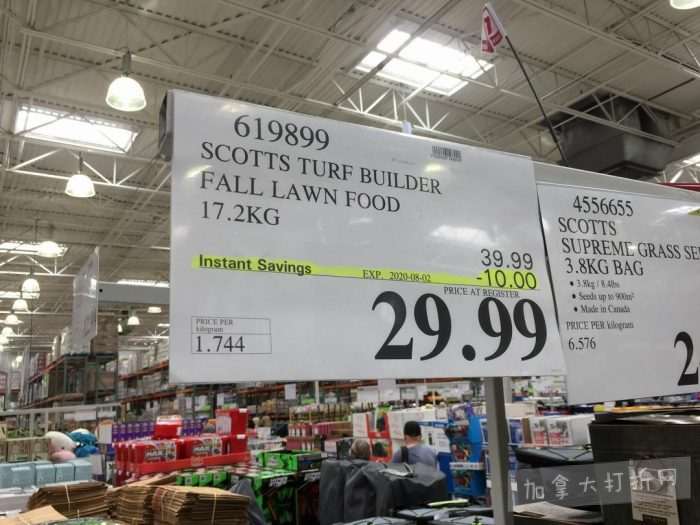 619899
SCOTTS TURF BUILDER
FALL LAWN FOOD
17.2KG
39.99
Instant Savings EXP. 2020-08-02 -10.00
PRICE AT REGISTER
29.99
PRICE PER
kilogram
1.744
4556655
SCOTTS
SUPREME GRASS SE
3.8KG BAG
• 3.8kg / 8.4lbs
• Seeds up to 900m²
• Made in Canada
PRICE PER kilogram
6.576
2
加拿大打折网